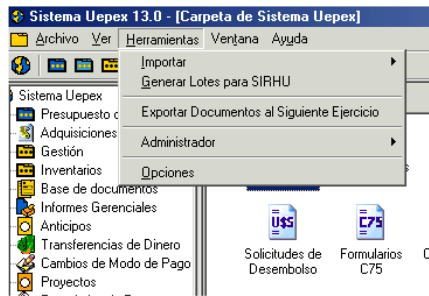 Sistema Uepex 13.0 - [Carpeta de Sistema Uepex]
Archivo Ver Herramientas Ventana Ayuda
Importar
Generar Lotes para SIRHU
Exportar Documentos al Siguiente Ejercicio
Administrador
Opciones
Sistema Uepex
Presupuesto
Adquisiciones
Gestión
Inventarios
Base de documentos
Informes Gerenciales
Anticipos
Transferencias de Dinero
Cambios de Modo de Pago
Proyectos
U$S
Solicitudes de
Desembolso
C75
Formularios
C75